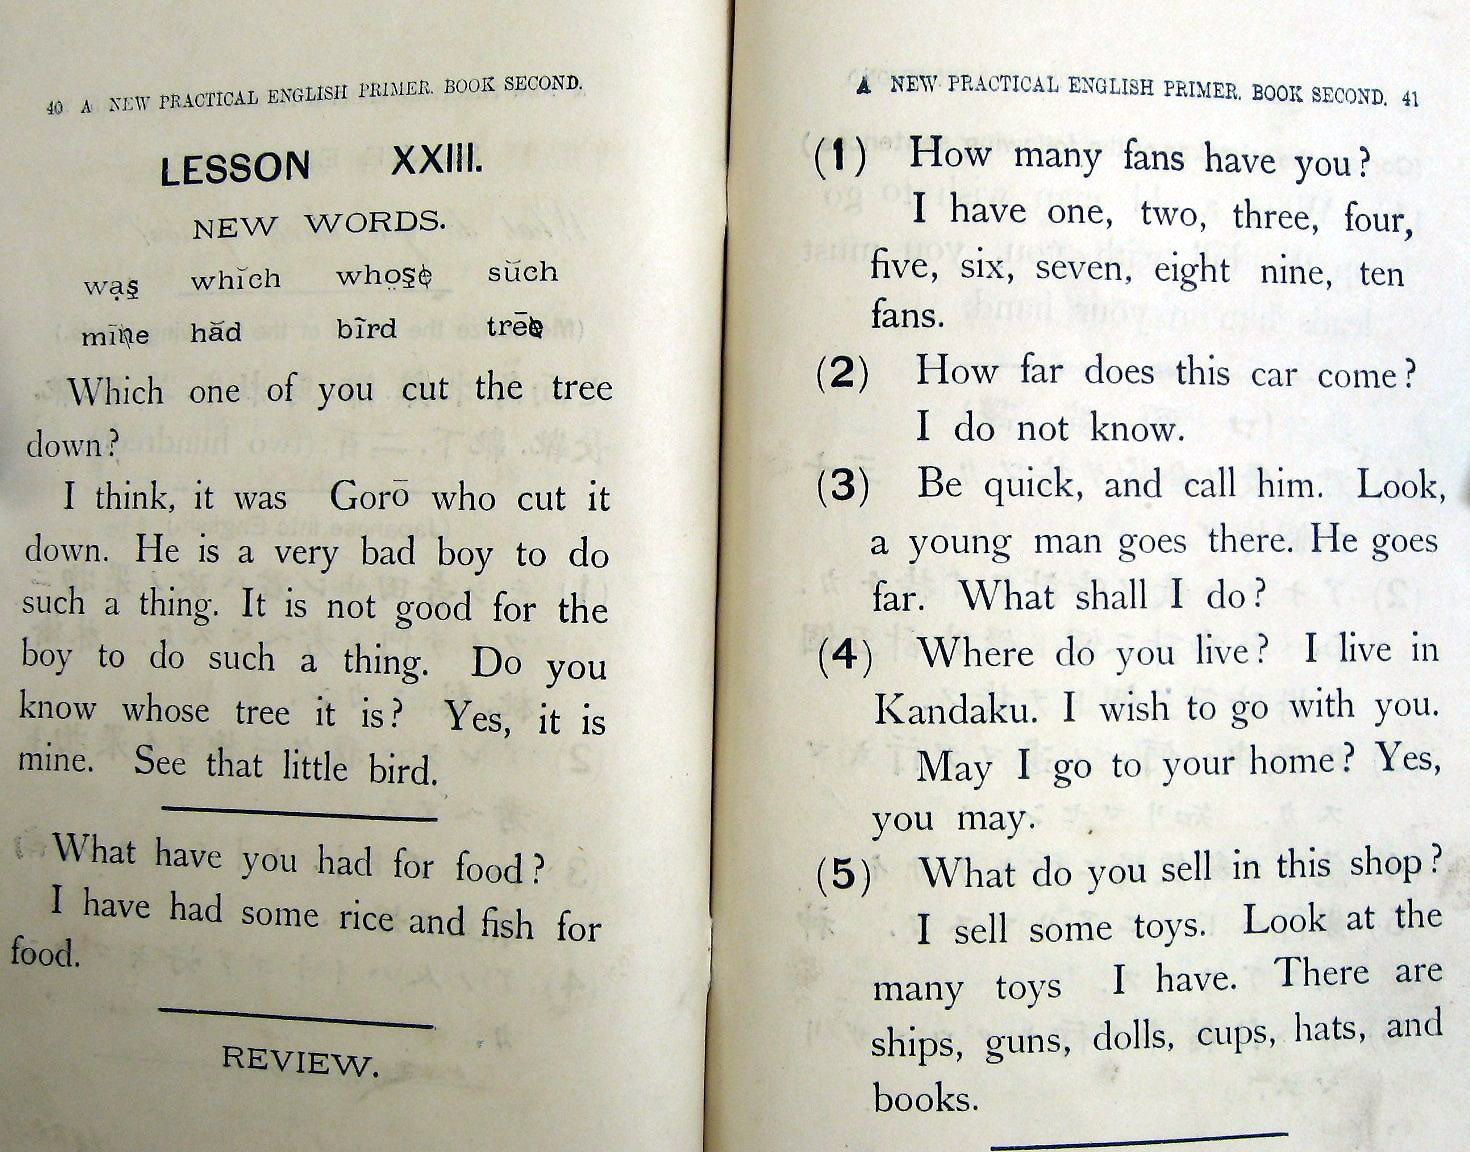 40 A NEW PRACTICAL ENGLISH PRIMER. BOOK SECOND.
LESSON XXIII.
NEW WORDS.
wạs̱ whĭch whọs̱e̸ sŭch
mīn̸e hăd bĩrd trēe̸
Which one of you cut the tree
down?
I think, it was Gorō who cut it
down. He is a very bad boy to do
such a thing. It is not good for the
boy to do such a thing. Do you
know whose tree it is? Yes, it is
mine. See that little bird.
What have you had for food?
I have had some rice and fish for
food.
REVIEW.
A NEW PRACTICAL ENGLISH PRIMER. BOOK SECOND. 41
(1) How many fans have you?
I have one, two, three, four,
five, six, seven, eight nine, ten
fans.
(2) How far does this car come?
I do not know.
(3) Be quick, and call him. Look,
a young man goes there. He goes
far. What shall I do?
(4) Where do you live? I live in
Kandaku. I wish to go with you.
May I go to your home? Yes,
you may.
(5) What do you sell in this shop?
I sell some toys. Look at the
many toys I have. There are
ships, guns, dolls, cups, hats, and
books.